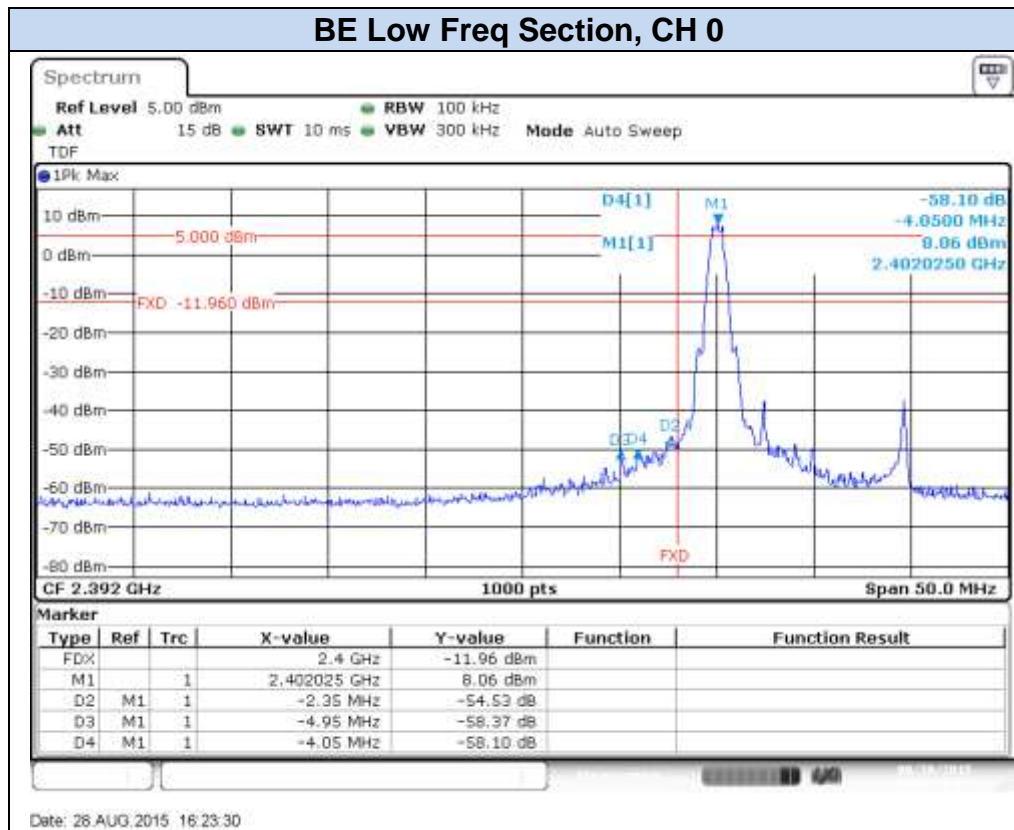 BE Low Freq Section, CH 0
Spectrum
Ref Level 5.00 dBm RBW 100 kHz
Att 15 dB SWT 10 ms VBW 300 kHz Mode Auto Sweep
TDF
1Pk Max
D4[1] -58.10 dB
-4.0500 MHz
M1[1] 8.06 dBm
2.4020250 GHz
M1
10 dBm
5.000 dBm
0 dBm
-10 dBm
FXD -11.960 dBm
-20 dBm
-30 dBm
-40 dBm
D2
D3 D4
-50 dBm
-60 dBm
-70 dBm
FXD
-80 dBm
CF 2.392 GHz 1000 pts Span 50.0 MHz
Marker
Type Ref Trc X-value Y-value Function Function Result
FDX 2.4 GHz -11.96 dBm
M1 1 2.402025 GHz 8.06 dBm
D2 M1 1 -2.35 MHz -54.53 dB
D3 M1 1 -4.95 MHz -58.37 dB
D4 M1 1 -4.05 MHz -58.10 dB
Date: 28.AUG.2015 16:23:30